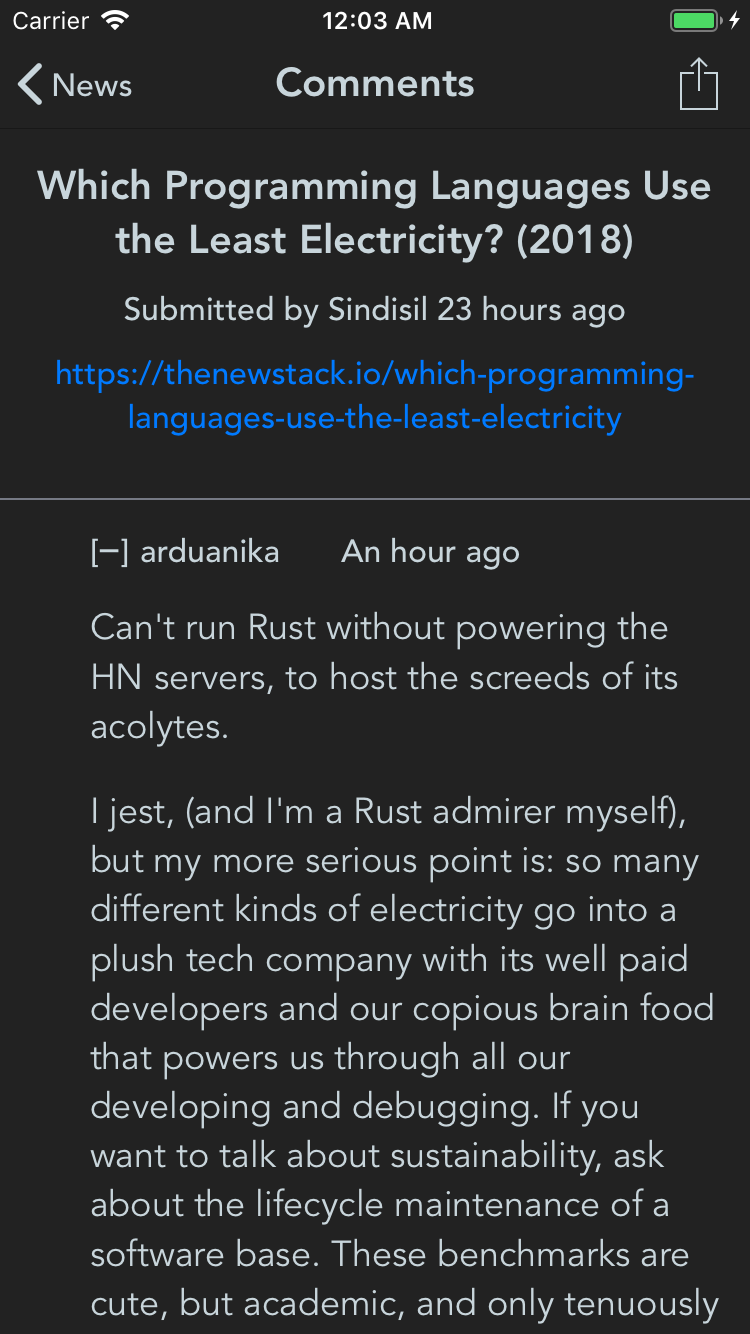 Carrier 12:03 AM
News Comments
Which Programming Languages Use
the Least Electricity? (2018)
Submitted by Sindisil 23 hours ago
https://thenewstack.io/which-programming-
languages-use-the-least-electricity
[–] arduanika An hour ago
Can't run Rust without powering the
HN servers, to host the screeds of its
acolytes.
I jest, (and I'm a Rust admirer myself),
but my more serious point is: so many
different kinds of electricity go into a
plush tech company with its well paid
developers and our copious brain food
that powers us through all our
developing and debugging. If you
want to talk about sustainability, ask
about the lifecycle maintenance of a
software base. These benchmarks are
cute, but academic, and only tenuously